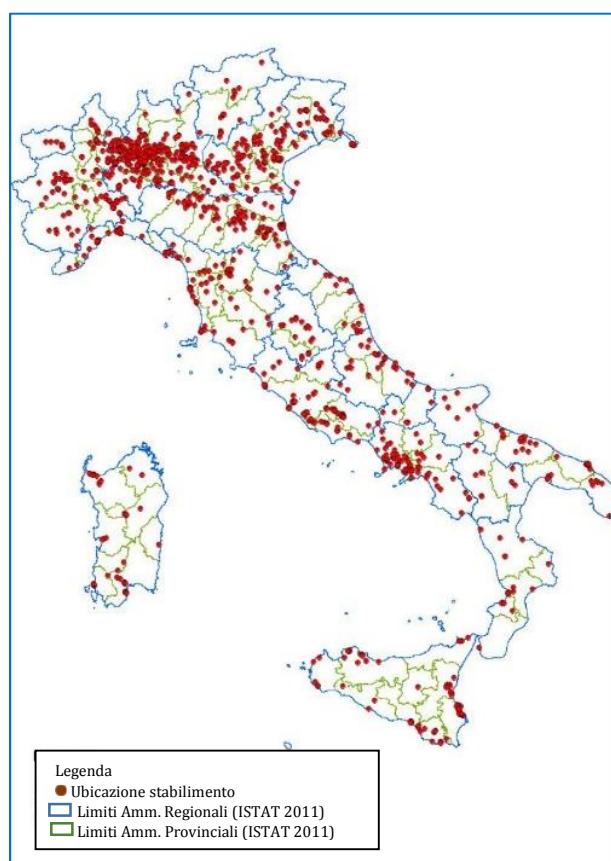 Legenda
Ubicazione stabilimento
Limiti Amm. Regionali (ISTAT 2011)
Limiti Amm. Provinciali (ISTAT 2011)